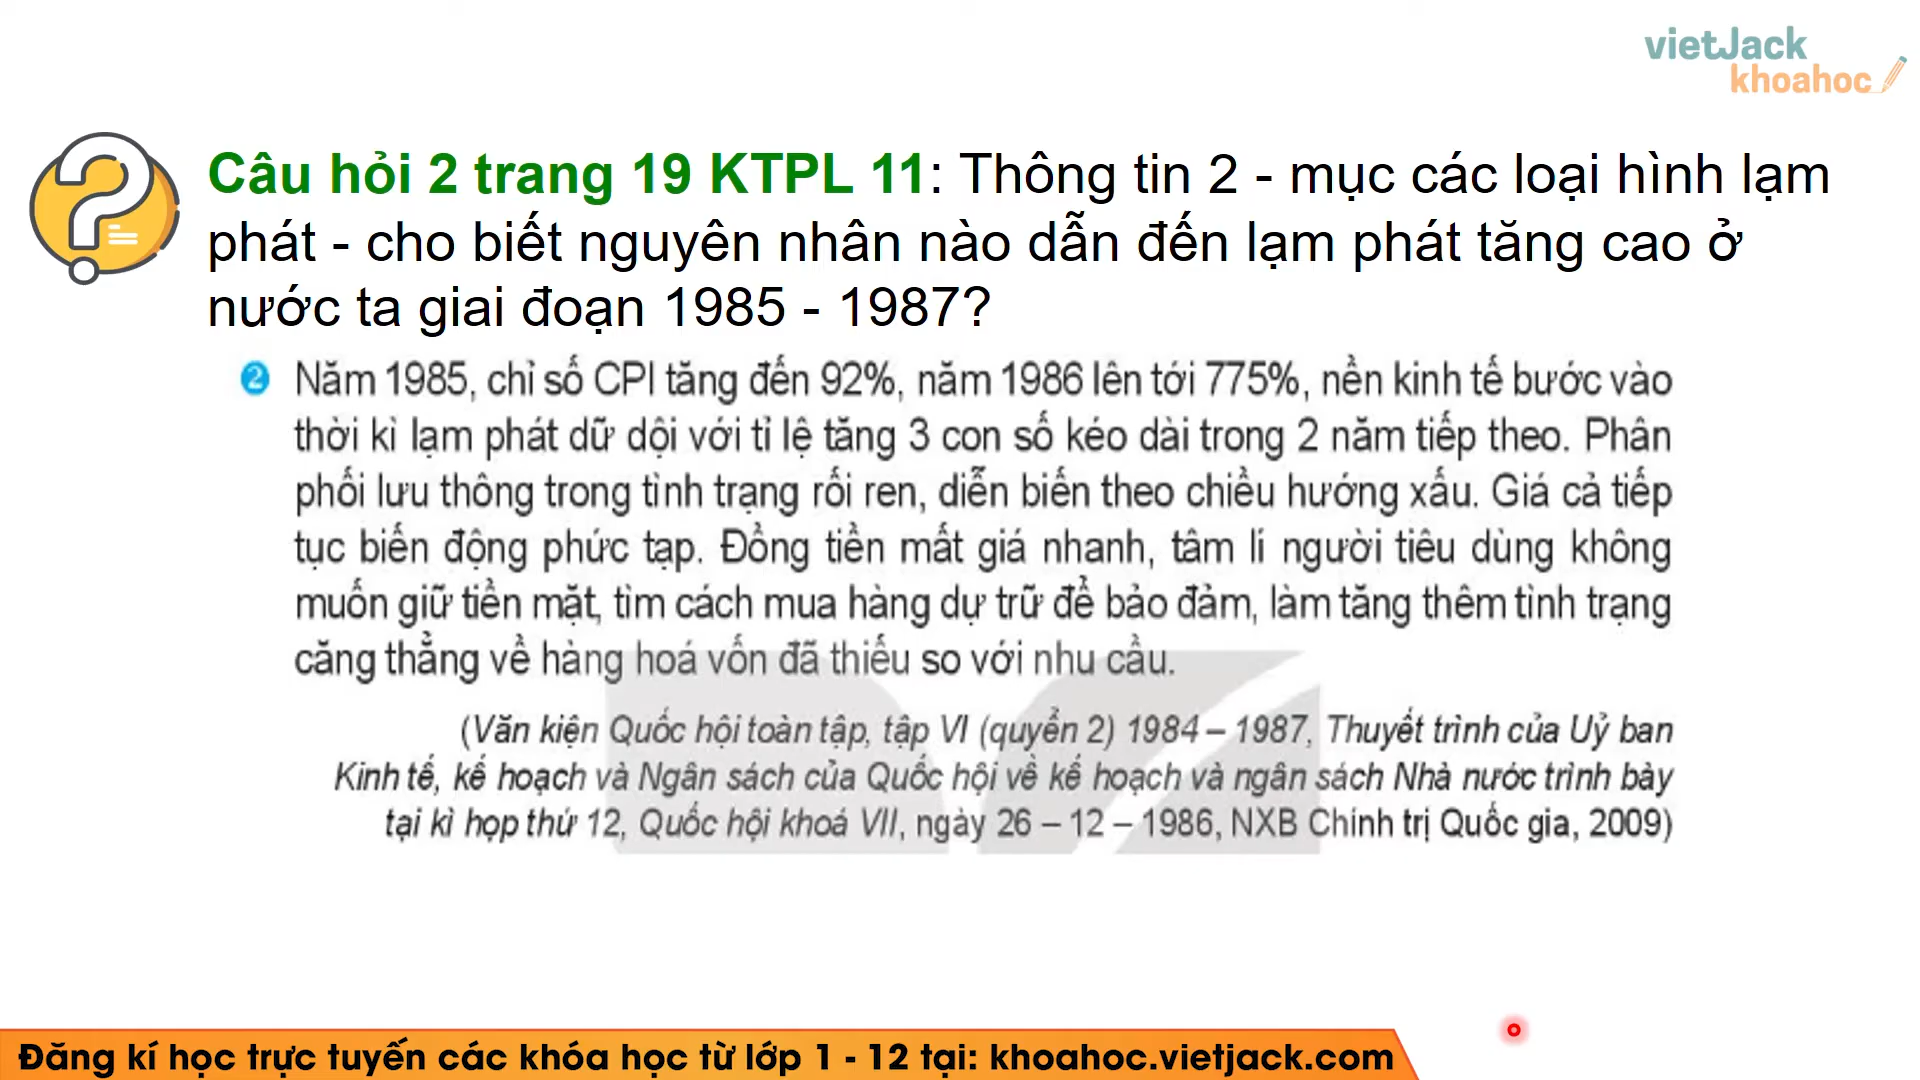 vietJack
khoahoc
Câu hỏi 2 trang 19 KTPL 11: Thông tin 2 - mục các loại hình lạm
phát - cho biết nguyên nhân nào dẫn đến lạm phát tăng cao ở
nước ta giai đoạn 1985 - 1987?
2 Năm 1985, chỉ số CPI tăng đến 92%, năm 1986 lên tới 775%, nền kinh tế bước vào
thời kì lạm phát dữ dội với tỉ lệ tăng 3 con số kéo dài trong 2 năm tiếp theo. Phân
phối lưu thông trong tình trạng rối ren, diễn biến theo chiều hướng xấu. Giá cả tiếp
tục biến động phức tạp. Đồng tiền mất giá nhanh, tâm lí người tiêu dùng không
muốn giữ tiền mặt, tìm cách mua hàng dự trữ để bảo đảm, làm tăng thêm tình trạng
căng thẳng về hàng hoá vốn đã thiếu so với nhu cầu.
(Văn kiện Quốc hội toàn tập, tập VI (quyển 2) 1984 – 1987, Thuyết trình của Uỷ ban
Kinh tế, kế hoạch và Ngân sách của Quốc hội về kế hoạch và ngân sách Nhà nước trình bày
tại kì họp thứ 12, Quốc hội khoá VII, ngày 26 – 12 – 1986, NXB Chính trị Quốc gia, 2009)
Đăng kí học trực tuyến các khóa học từ lớp 1 - 12 tại: khoahoc.vietjack.com